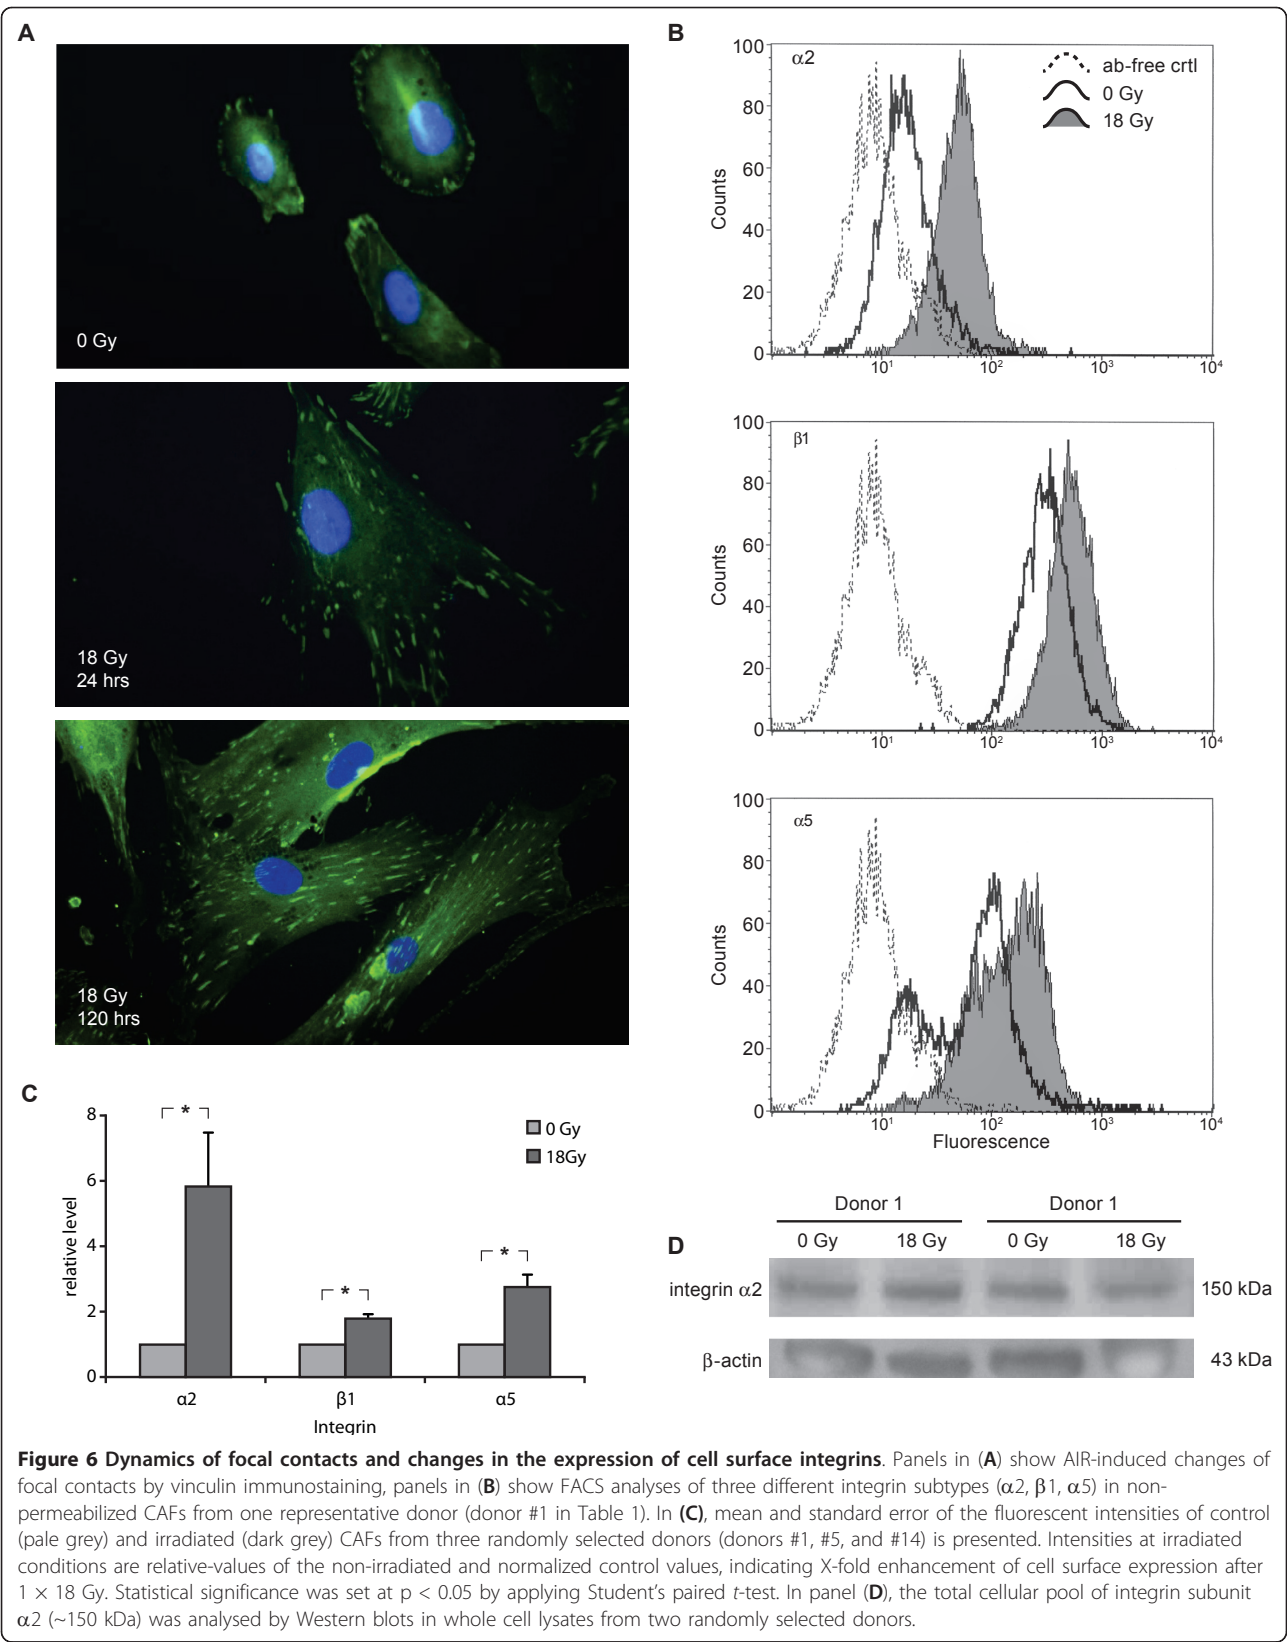 A
0 Gy
18 Gy
24 hrs
18 Gy
120 hrs
B
α2
ab-free crtl
0 Gy
18 Gy
Counts
100
80
60
40
20
0
10¹ 10² 10³ 10⁴
β1
Counts
100
80
60
40
20
0
10¹ 10² 10³ 10⁴
α5
Counts
100
80
60
40
20
0
10¹ 10² 10³ 10⁴
Fluorescence
C
relative level
8
6
4
2
0
* * *
0 Gy
18Gy
α2 β1 α5
Integrin
D
Donor 1 Donor 1
0 Gy 18 Gy 0 Gy 18 Gy
integrin α2 150 kDa
β-actin 43 kDa
Figure 6 Dynamics of focal contacts and changes in the expression of cell surface integrins. Panels in (A) show AIR-induced changes of
focal contacts by vinculin immunostaining, panels in (B) show FACS analyses of three different integrin subtypes (α2, β1, α5) in non-
permeabilized CAFs from one representative donor (donor #1 in Table 1). In (C), mean and standard error of the fluorescent intensities of control
(pale grey) and irradiated (dark grey) CAFs from three randomly selected donors (donors #1, #5, and #14) is presented. Intensities at irradiated
conditions are relative-values of the non-irradiated and normalized control values, indicating X-fold enhancement of cell surface expression after
1 × 18 Gy. Statistical significance was set at p < 0.05 by applying Student's paired t-test. In panel (D), the total cellular pool of integrin subunit
α2 (~150 kDa) was analysed by Western blots in whole cell lysates from two randomly selected donors.